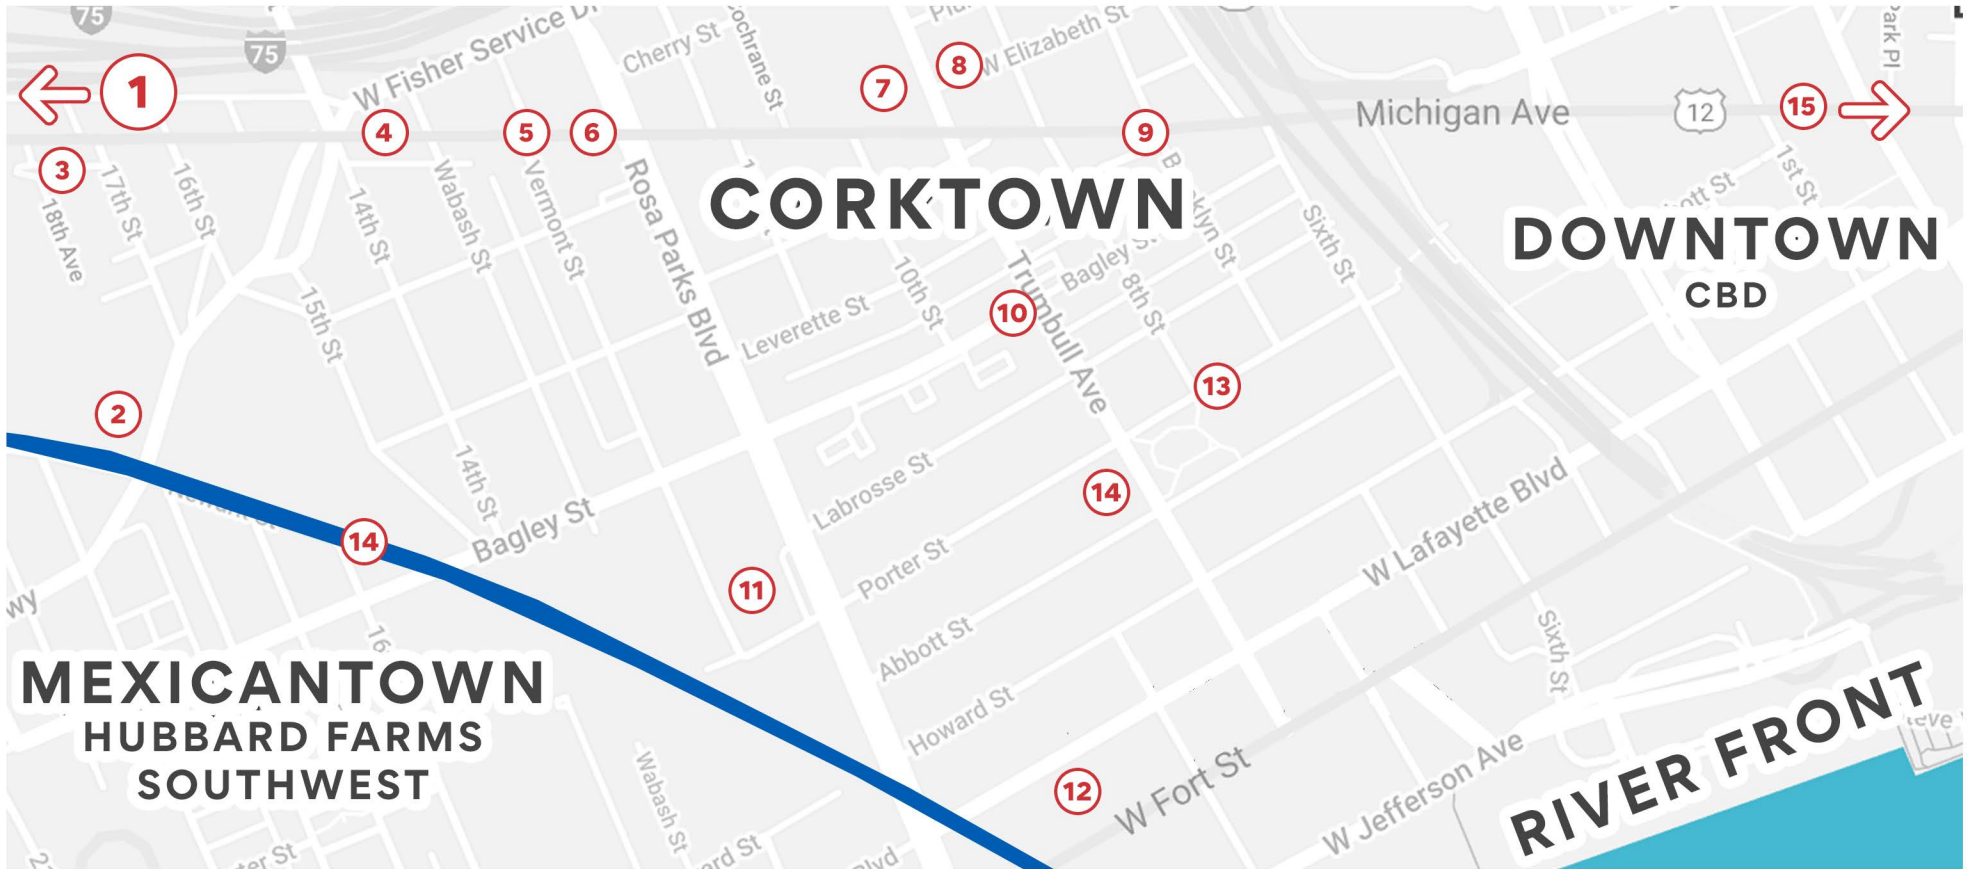 75
75
1
W Fisher Service Dr
Cherry St
Cochrane St
7
8
W Elizabeth St
Park Pl
Michigan Ave
12
15
3
4
5
6
9
18th Ave
17th St
16th St
14th St
Wabash St
Vermont St
Rosa Parks Blvd
CORKTOWN
Sixth St
1st St
DOWNTOWN
CBD
15th St
Leverette St
10th St
Trumbull Ave
Bagley St
8th St
10
2
13
14th St
Bagley St
Labrosse St
14
W Lafayette Blvd
14
11
Porter St
Abbott St
Howard St
Sixth St
MEXICANTOWN
HUBBARD FARMS
SOUTHWEST
Wabash St
12
W Fort St
W Jefferson Ave
RIVER FRONT